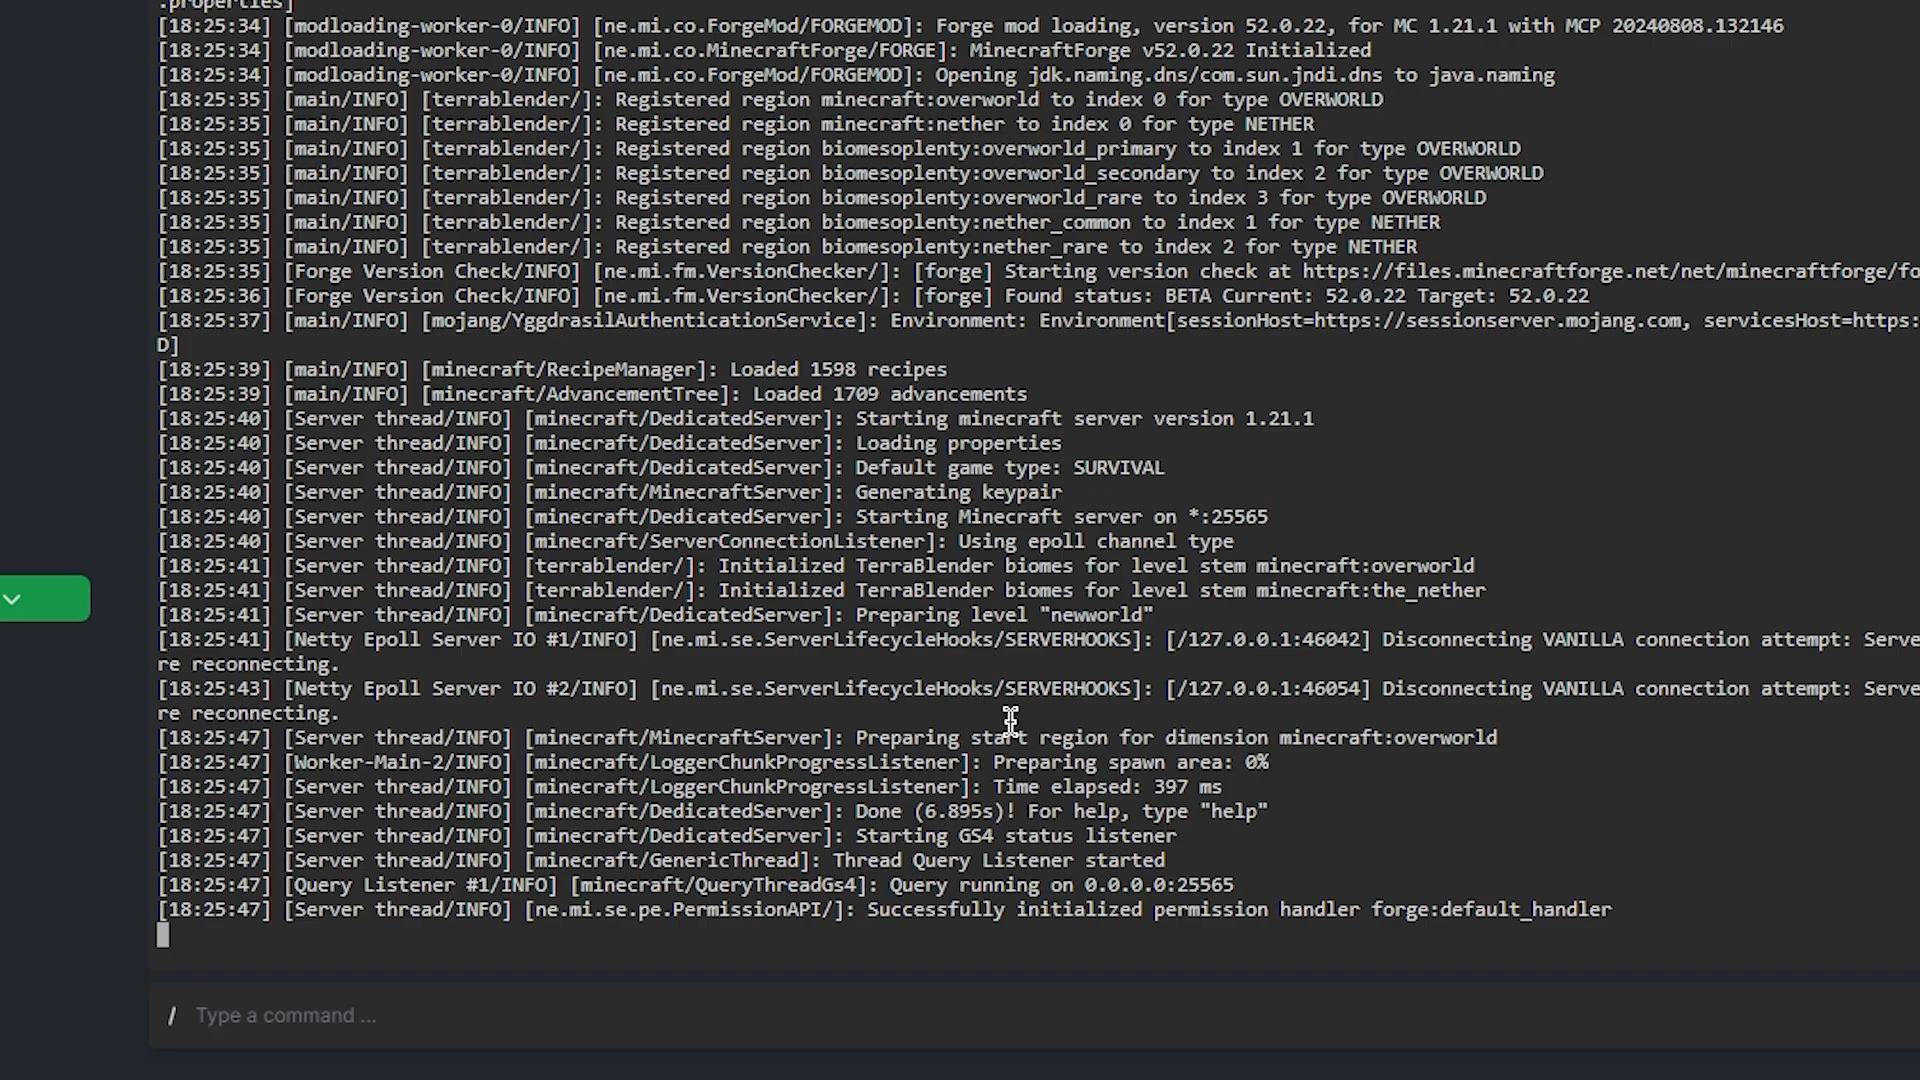 .properties]
[18:25:34] [modloading-worker-0/INFO] [ne.mi.co.ForgeMod/FORGEMOD]: Forge mod loading, version 52.0.22, for MC 1.21.1 with MCP 20240808.132146
[18:25:34] [modloading-worker-0/INFO] [ne.mi.co.MinecraftForge/FORGE]: MinecraftForge v52.0.22 Initialized
[18:25:34] [modloading-worker-0/INFO] [ne.mi.co.ForgeMod/FORGEMOD]: Opening jdk.naming.dns/com.sun.jndi.dns to java.naming
[18:25:35] [main/INFO] [terrablender/]: Registered region minecraft:overworld to index 0 for type OVERWORLD
[18:25:35] [main/INFO] [terrablender/]: Registered region minecraft:nether to index 0 for type NETHER
[18:25:35] [main/INFO] [terrablender/]: Registered region biomesoplenty:overworld_primary to index 1 for type OVERWORLD
[18:25:35] [main/INFO] [terrablender/]: Registered region biomesoplenty:overworld_secondary to index 2 for type OVERWORLD
[18:25:35] [main/INFO] [terrablender/]: Registered region biomesoplenty:overworld_rare to index 3 for type OVERWORLD
[18:25:35] [main/INFO] [terrablender/]: Registered region biomesoplenty:nether_common to index 1 for type NETHER
[18:25:35] [main/INFO] [terrablender/]: Registered region biomesoplenty:nether_rare to index 2 for type NETHER
[18:25:35] [Forge Version Check/INFO] [ne.mi.fm.VersionChecker/]: [forge] Starting version check at https://files.minecraftforge.net/net/minecraftforge/fo
[18:25:36] [Forge Version Check/INFO] [ne.mi.fm.VersionChecker/]: [forge] Found status: BETA Current: 52.0.22 Target: 52.0.22
[18:25:37] [main/INFO] [mojang/YggdrasilAuthenticationService]: Environment: Environment[sessionHost=https://sessionserver.mojang.com, servicesHost=https:
D]
[18:25:39] [main/INFO] [minecraft/RecipeManager]: Loaded 1598 recipes
[18:25:39] [main/INFO] [minecraft/AdvancementTree]: Loaded 1709 advancements
[18:25:40] [Server thread/INFO] [minecraft/DedicatedServer]: Starting minecraft server version 1.21.1
[18:25:40] [Server thread/INFO] [minecraft/DedicatedServer]: Loading properties
[18:25:40] [Server thread/INFO] [minecraft/DedicatedServer]: Default game type: SURVIVAL
[18:25:40] [Server thread/INFO] [minecraft/MinecraftServer]: Generating keypair
[18:25:40] [Server thread/INFO] [minecraft/DedicatedServer]: Starting Minecraft server on *:25565
[18:25:40] [Server thread/INFO] [minecraft/ServerConnectionListener]: Using epoll channel type
[18:25:41] [Server thread/INFO] [terrablender/]: Initialized TerraBlender biomes for level stem minecraft:overworld
[18:25:41] [Server thread/INFO] [terrablender/]: Initialized TerraBlender biomes for level stem minecraft:the_nether
[18:25:41] [Server thread/INFO] [minecraft/DedicatedServer]: Preparing level "newworld"
[18:25:41] [Netty Epoll Server IO #1/INFO] [ne.mi.se.ServerLifecycleHooks/SERVERHOOKS]: [/127.0.0.1:46042] Disconnecting VANILLA connection attempt: Serve
re reconnecting.
[18:25:43] [Netty Epoll Server IO #2/INFO] [ne.mi.se.ServerLifecycleHooks/SERVERHOOKS]: [/127.0.0.1:46054] Disconnecting VANILLA connection attempt: Serve
re reconnecting.
[18:25:47] [Server thread/INFO] [minecraft/MinecraftServer]: Preparing start region for dimension minecraft:overworld
[18:25:47] [Worker-Main-2/INFO] [minecraft/LoggerChunkProgressListener]: Preparing spawn area: 0%
[18:25:47] [Server thread/INFO] [minecraft/LoggerChunkProgressListener]: Time elapsed: 397 ms
[18:25:47] [Server thread/INFO] [minecraft/DedicatedServer]: Done (6.895s)! For help, type "help"
[18:25:47] [Server thread/INFO] [minecraft/DedicatedServer]: Starting GS4 status listener
[18:25:47] [Server thread/INFO] [minecraft/GenericThread]: Thread Query Listener started
[18:25:47] [Query Listener #1/INFO] [minecraft/QueryThreadGs4]: Query running on 0.0.0.0:25565
[18:25:47] [Server thread/INFO] [ne.mi.se.pe.PermissionAPI/]: Successfully initialized permission handler forge:default_handler
/ Type a command ...